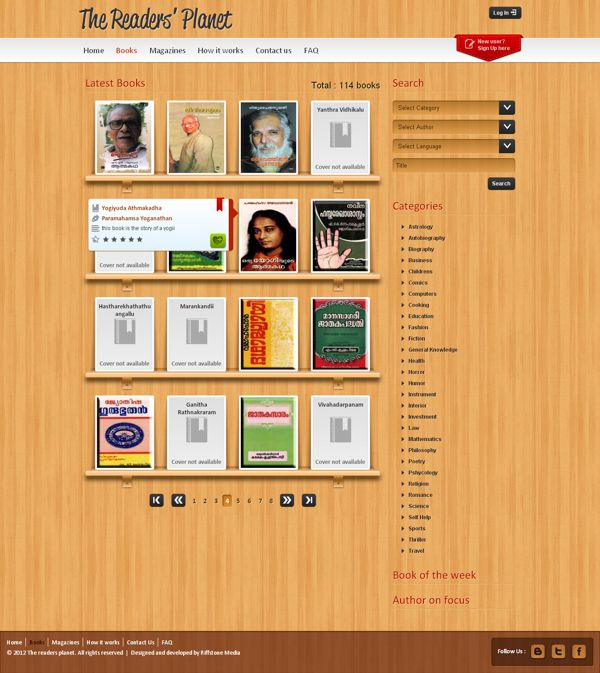 The Readers' Planet
Log In
Home
Books
Magazines
How it works
Contact us
FAQ
New user?
Sign Up here
Latest Books
Total : 114 books
Yanthra Vidhikalu
Cover not available
Yogiyuda Athmakadha
Paramahamsa Yoganathan
this book is the story of a yogi
Cover not available
Hastharekhathathu
angallu
Cover not available
Marankandii
Cover not available
Ganitha
Rathnakraram
Cover not available
ജാതകസാരം
Vivahadarpanam
Cover not available
1 2 3 4 5 6 7 8
Search
Select Category
Select Author
Select Language
Title
Search
Categories
Astrology
Autobiography
Biography
Business
Childrens
Comics
Computers
Cooking
Education
Fashion
Fiction
General Knowledge
Health
Horror
Humor
Instrument
Interior
Investment
Law
Mathematics
Philosophy
Poetry
Pshycology
Religion
Romance
Science
Self Help
Sports
Thriller
Travel
Book of the week
Author on focus
Home | Books | Magazines | How it works | Contact Us | FAQ
© 2012 The readers planet. All rights reserved | Designed and developed by Fifthtone Media
Follow Us :